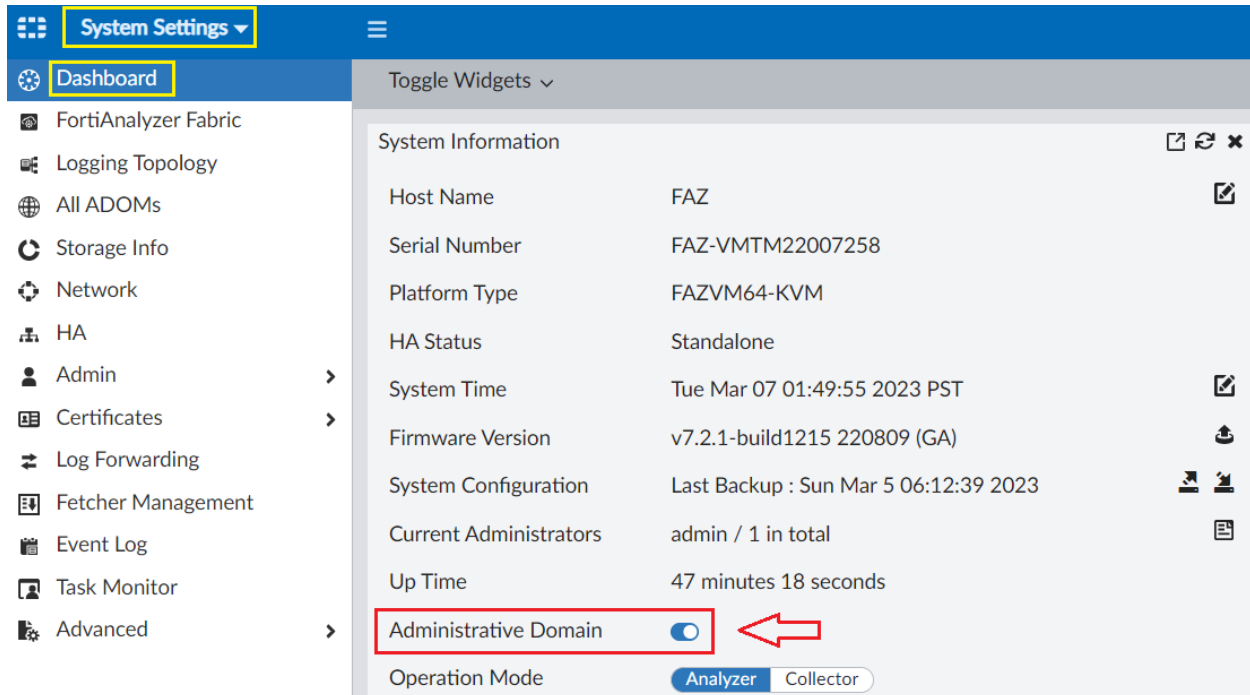 System Settings
Dashboard
FortiAnalyzer Fabric
Logging Topology
All ADOMs
Storage Info
Network
HA
Admin
Certificates
Log Forwarding
Fetcher Management
Event Log
Task Monitor
Advanced
Toggle Widgets
System Information
Host Name FAZ
Serial Number FAZ-VMTM22007258
Platform Type FAZVM64-KVM
HA Status Standalone
System Time Tue Mar 07 01:49:55 2023 PST
Firmware Version v7.2.1-build1215 220809 (GA)
System Configuration Last Backup : Sun Mar 5 06:12:39 2023
Current Administrators admin / 1 in total
Up Time 47 minutes 18 seconds
Administrative Domain
Operation Mode Analyzer Collector